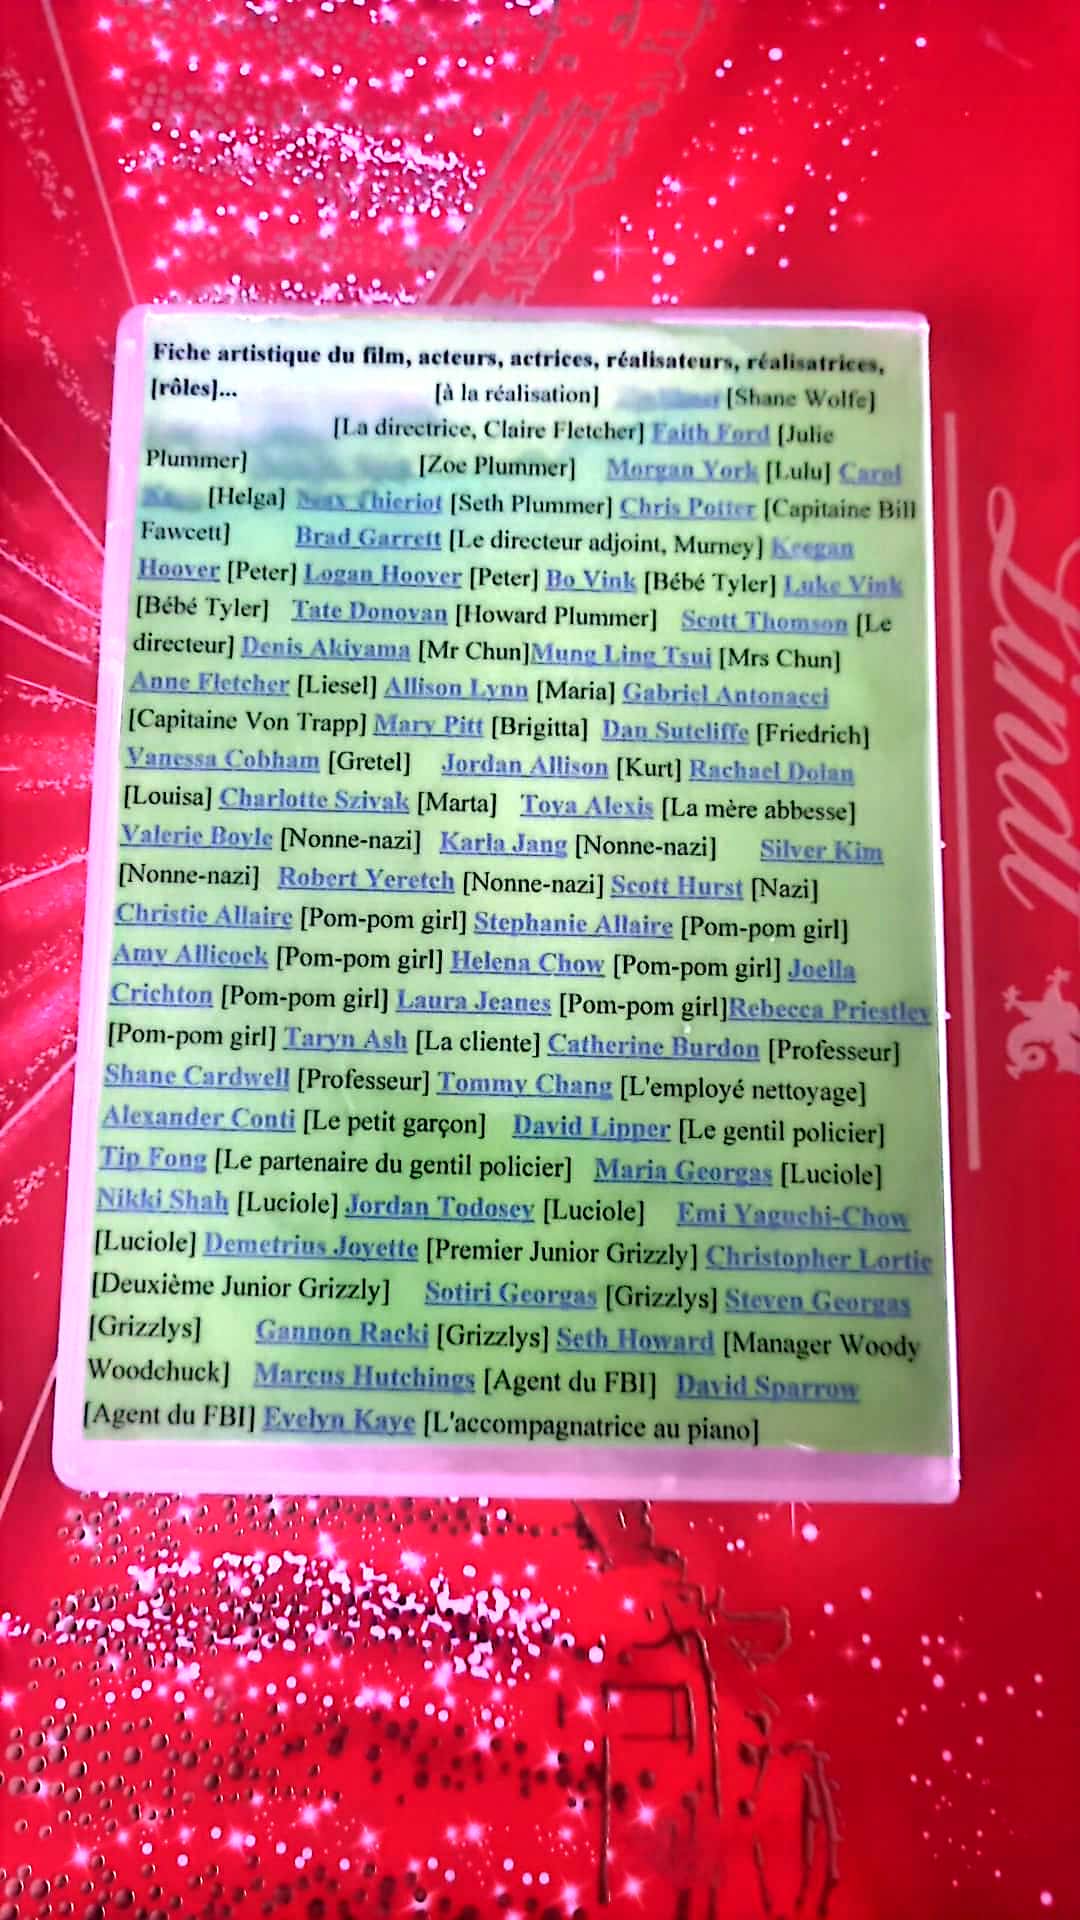 Fiche artistique du film, acteurs, actrices, réalisateurs, réalisatrices,
[rôles]... [à la réalisation] [Shane Wolfe]
[La directrice, Claire Fletcher] Faith Ford [Julie
Plummer] [Zoe Plummer] Morgan York [Lulu] Carol
[Helga] Thieriot [Seth Plummer] Chris Potter [Capitaine Bill
Fawcett] Brad Garrett [Le directeur adjoint, Murney] Keegan
Hoover [Peter] Logan Hoover [Peter] Bo Vink [Bébé Tyler] Luke Vink
[Bébé Tyler] Tate Donovan [Howard Plummer] Scott Thomson [Le
directeur] Denis Akiyama [Mr Chun]Mung Ling Tsui [Mrs Chun]
Anne Fletcher [Liesel] Allison Lynn [Maria] Gabriel Antonacci
[Capitaine Von Trapp] Mary Pitt [Brigitta] Dan Sutcliffe [Friedrich]
Vanessa Cobham [Gretel] Jordan Allison [Kurt] Rachael Dolan
[Louisa] Charlotte Szivak [Marta] Toya Alexis [La mère abbesse]
Valerie Boyle [Nonne-nazi] Karla Jang [Nonne-nazi] Silver Kim
[Nonne-nazi] Robert Yeretch [Nonne-nazi] Scott Hurst [Nazi]
Christie Allaire [Pom-pom girl] Stephanie Allaire [Pom-pom girl]
Amy Allicock [Pom-pom girl] Helena Chow [Pom-pom girl] Joella
Crichton [Pom-pom girl] Laura Jeanes [Pom-pom girl]Rebecca Priestley
[Pom-pom girl] Taryn Ash [La cliente] Catherine Burdon [Professeur]
Shane Cardwell [Professeur] Tommy Chang [L'employé nettoyage]
Alexander Conti [Le petit garçon] David Lipper [Le gentil policier]
Tip Fong [Le partenaire du gentil policier] Maria Georgas [Luciole]
Nikki Shah [Luciole] Jordan Todosey [Luciole] Emi Yaguchi-Chow
[Luciole] Demetrius Joyette [Premier Junior Grizzly] Christopher Lortie
[Deuxième Junior Grizzly] Sotiri Georgas [Grizzlys] Steven Georgas
[Grizzlys] Gannon Racki [Grizzlys] Seth Howard [Manager Woody
Woodchuck] Marcus Hutchings [Agent du FBI] David Sparrow
[Agent du FBI] Evelyn Kaye [L'accompagnatrice au piano]
Lindt